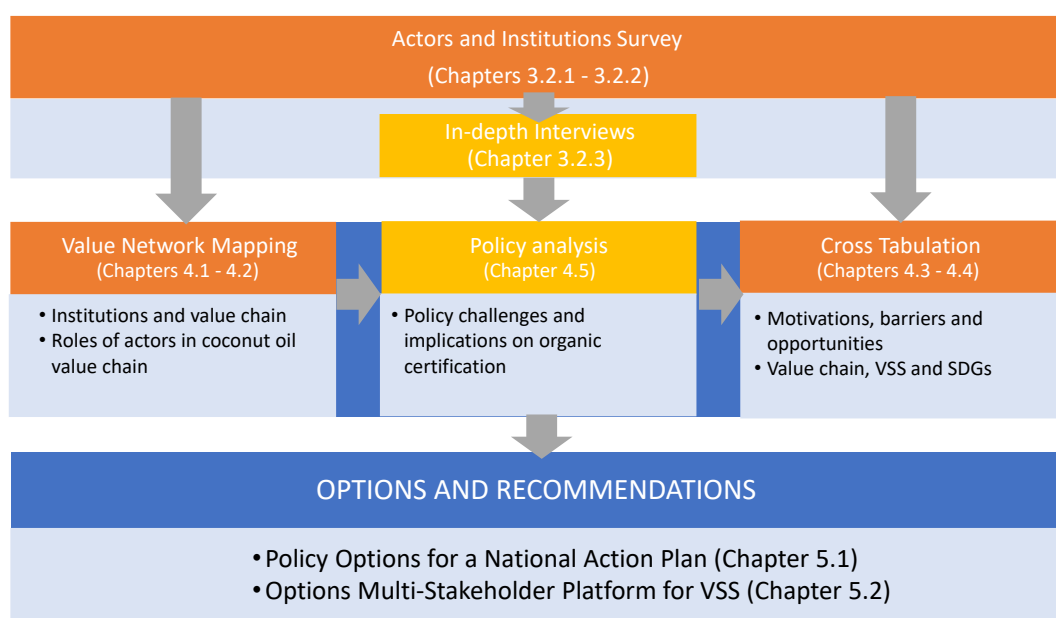 Actors and Institutions Survey
(Chapters 3.2.1 - 3.2.2)
In-depth Interviews
(Chapter 3.2.3)
Value Network Mapping
(Chapters 4.1 - 4.2)
• Institutions and value chain
• Roles of actors in coconut oil
value chain
Policy analysis
(Chapter 4.5)
• Policy challenges and
implications on organic
certification
Cross Tabulation
(Chapters 4.3 - 4.4)
• Motivations, barriers and
opportunities
• Value chain, VSS and SDGs
OPTIONS AND RECOMMENDATIONS
• Policy Options for a National Action Plan (Chapter 5.1)
• Options Multi-Stakeholder Platform for VSS (Chapter 5.2)